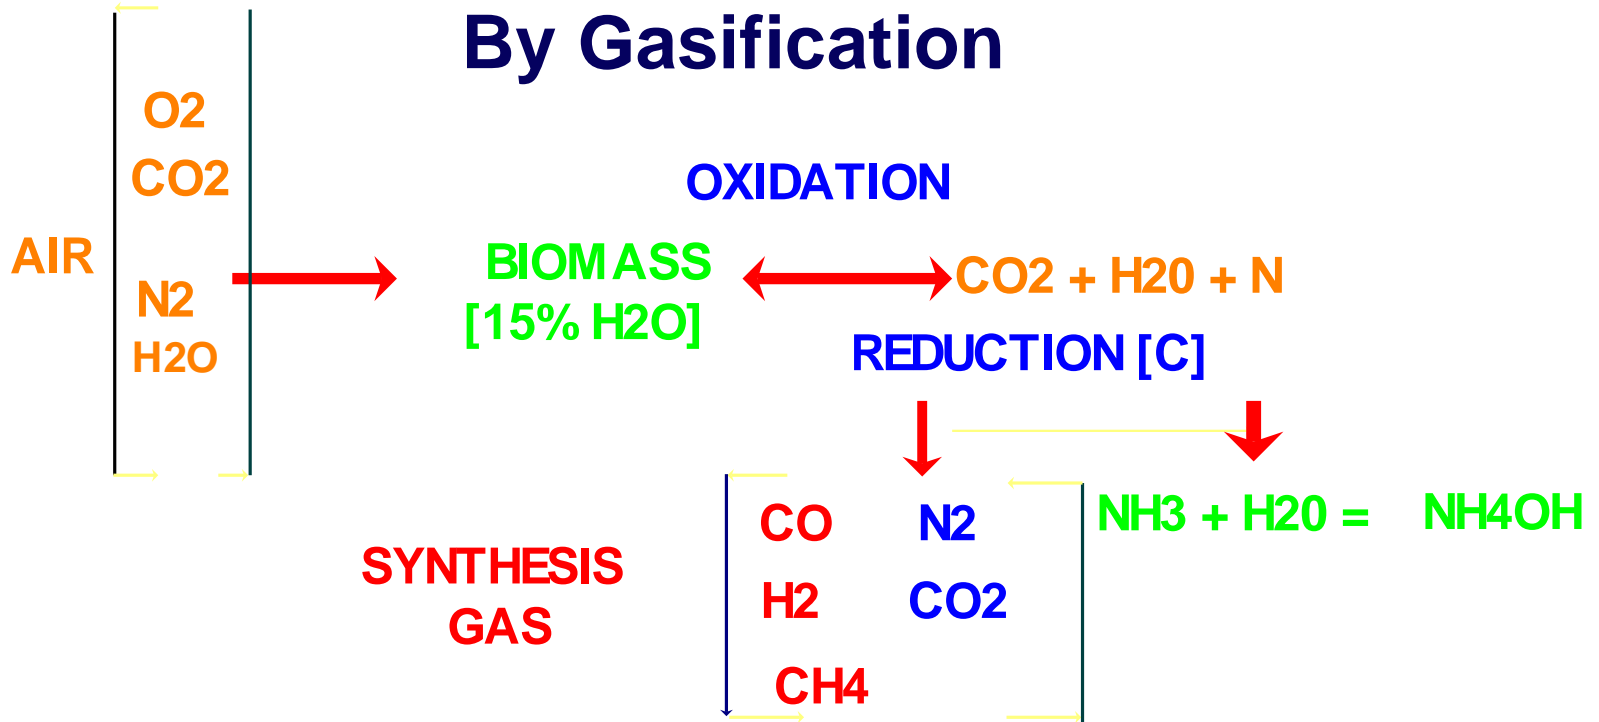 By Gasification
O2
CO2
AIR
N2
H2O
OXIDATION
BIOMASS
[15% H2O]
CO2 + H20 + N
REDUCTION [C]
SYNTHESIS
GAS
CO N2
H2 CO2
CH4
NH3 + H20 = NH4OH